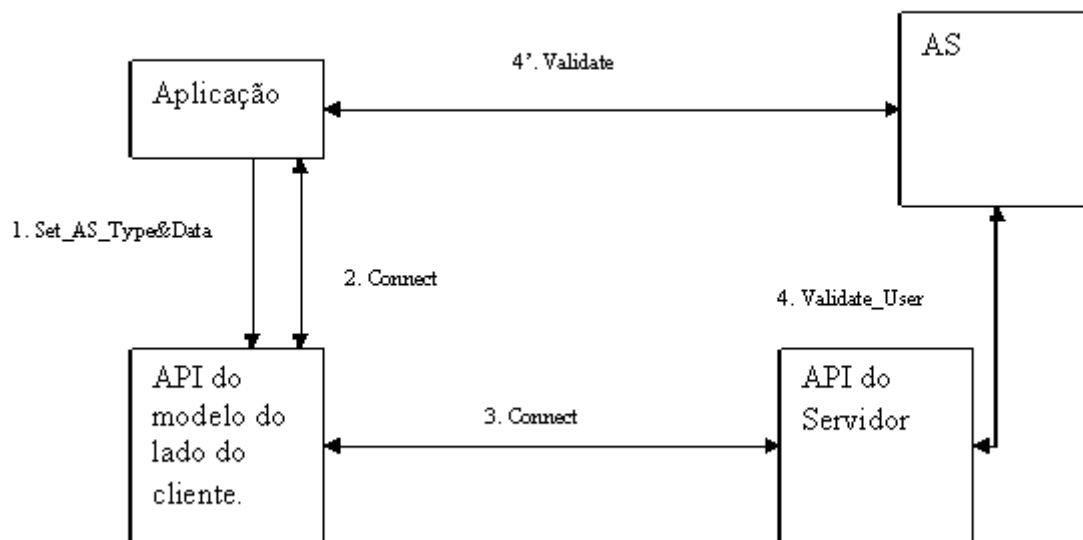 AS
4’. Validate
Aplicação
1. Set_AS_Type&Data
2. Connect
4. Validate_User
API do
modelo do
lado do
cliente.
3. Connect
API do
Servidor